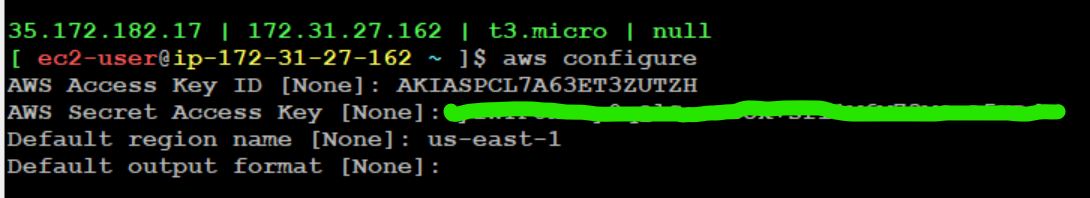 35.172.182.17 | 172.31.27.162 | t3.micro | null
[ ec2-user@ip-172-31-27-162 ~ ]$ aws configure
AWS Access Key ID [None]: AKIASPCL7A63ET3ZUTZH
AWS Secret Access Key [None]:
Default region name [None]: us-east-1
Default output format [None]: